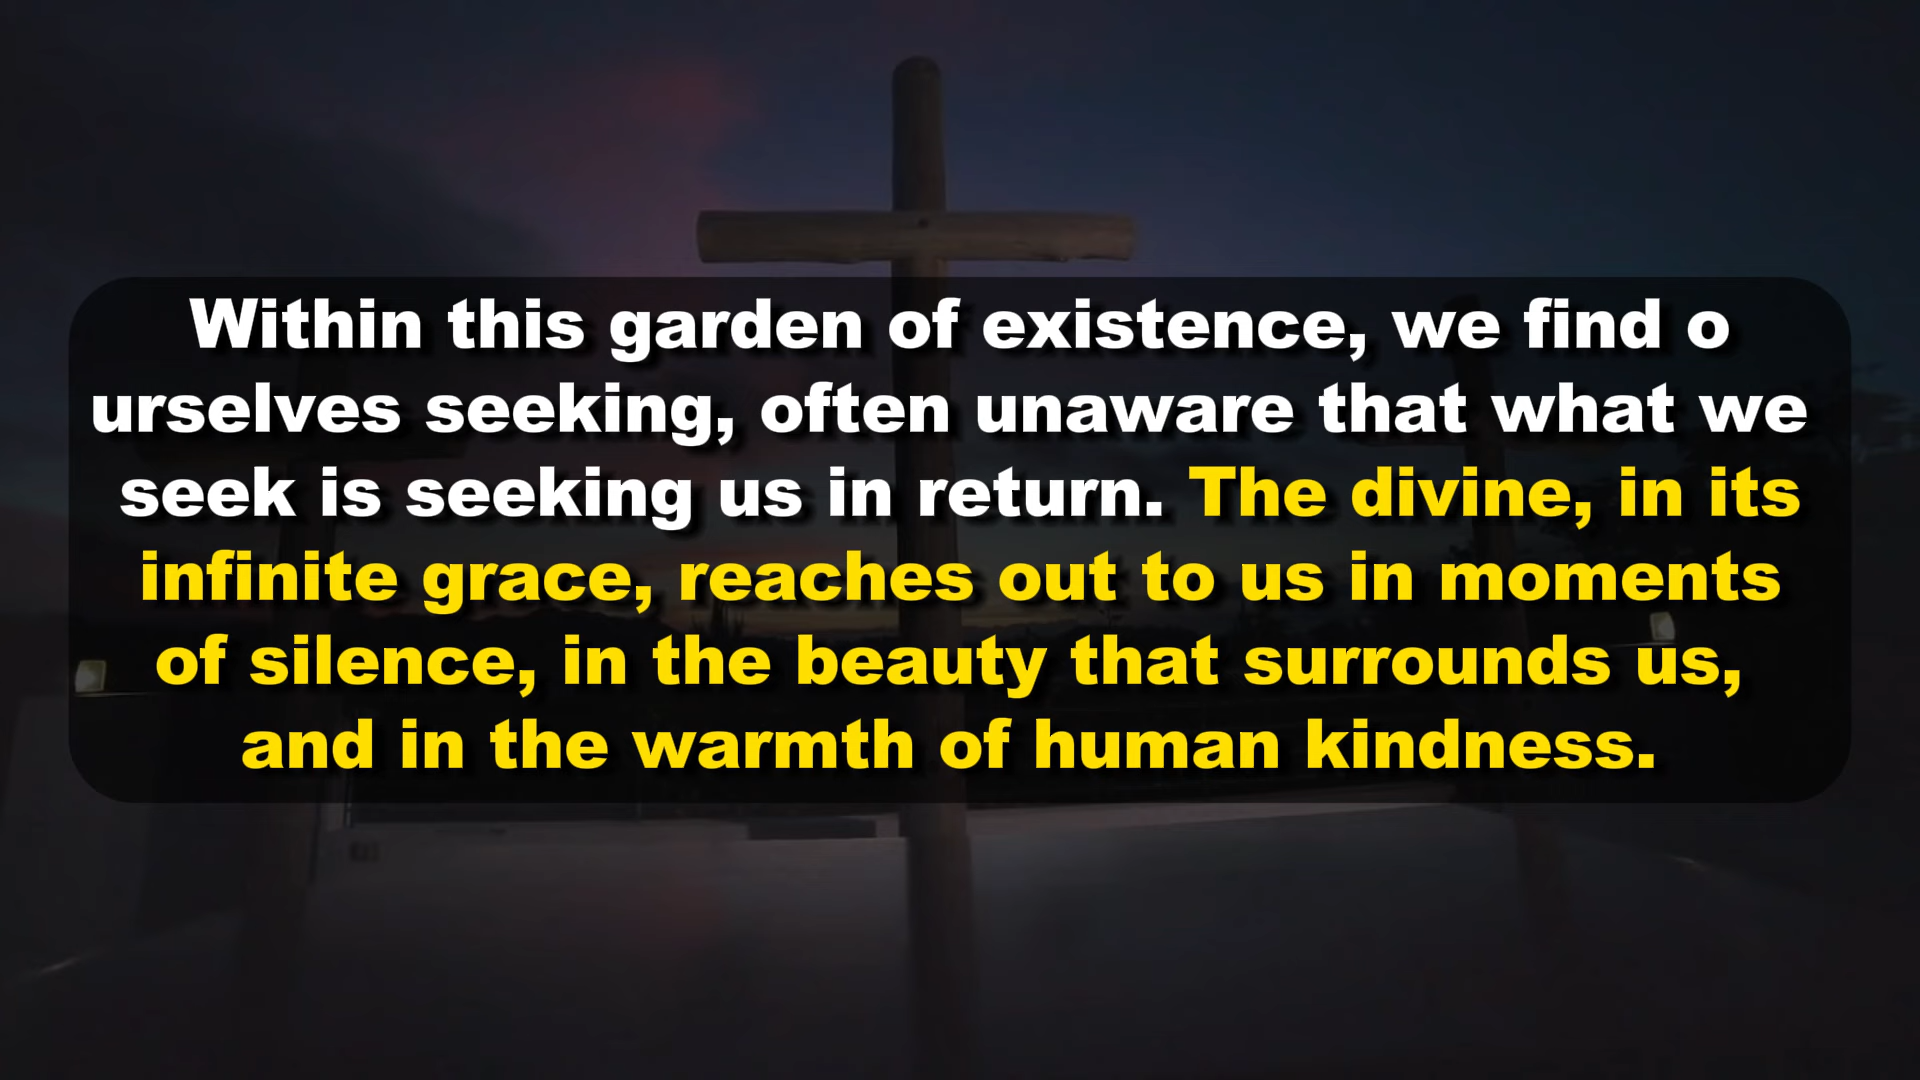 Within this garden of existence, we find o
urselves seeking, often unaware that what we
seek is seeking us in return. The divine, in its
infinite grace, reaches out to us in moments
of silence, in the beauty that surrounds us,
and in the warmth of human kindness.